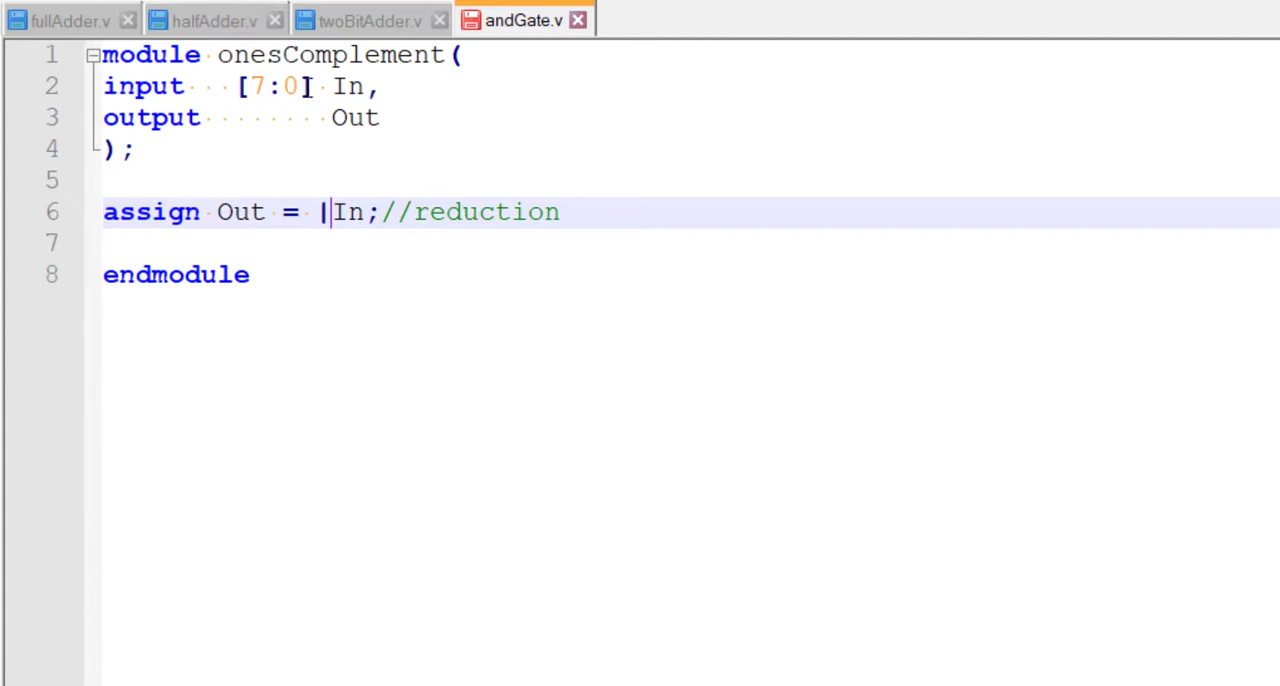 fullAdder.v halfAdder.v twoBitAdder.v andGate.v
1 module onesComplement(
2 input [7:0] In,
3 output Out
4 );
5
6 assign Out = |In;//reduction
7
8 endmodule